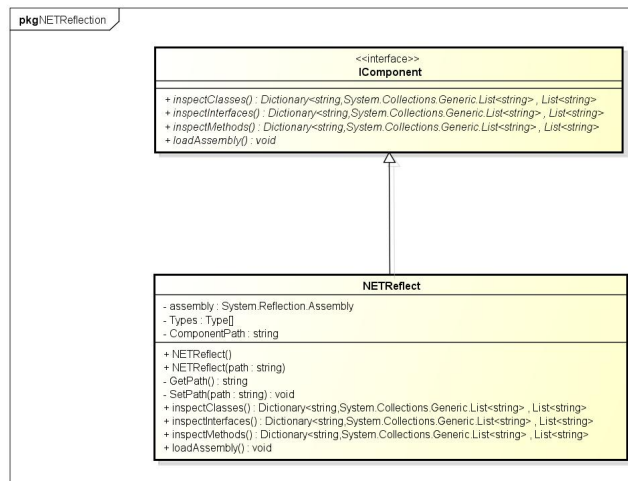 pkg NETReflection
<<interface>>
IComponent
+ inspectClasses() : Dictionary<string,System.Collections.Generic.List<string> , List<string>
+ inspectInterfaces() : Dictionary<string,System.Collections.Generic.List<string> , List<string>
+ inspectMethods() : Dictionary<string,System.Collections.Generic.List<string> , List<string>
+ loadAssembly() : void
NETReflect
- assembly : System.Reflection.Assembly
- Types : Type[]
- ComponentPath : string
+ NETReflect()
+ NETReflect(path : string)
- GetPath() : string
- SetPath(path : string) : void
+ inspectClasses() : Dictionary<string,System.Collections.Generic.List<string> , List<string>
+ inspectInterfaces() : Dictionary<string,System.Collections.Generic.List<string> , List<string>
+ inspectMethods() : Dictionary<string,System.Collections.Generic.List<string> , List<string>
+ loadAssembly() : void